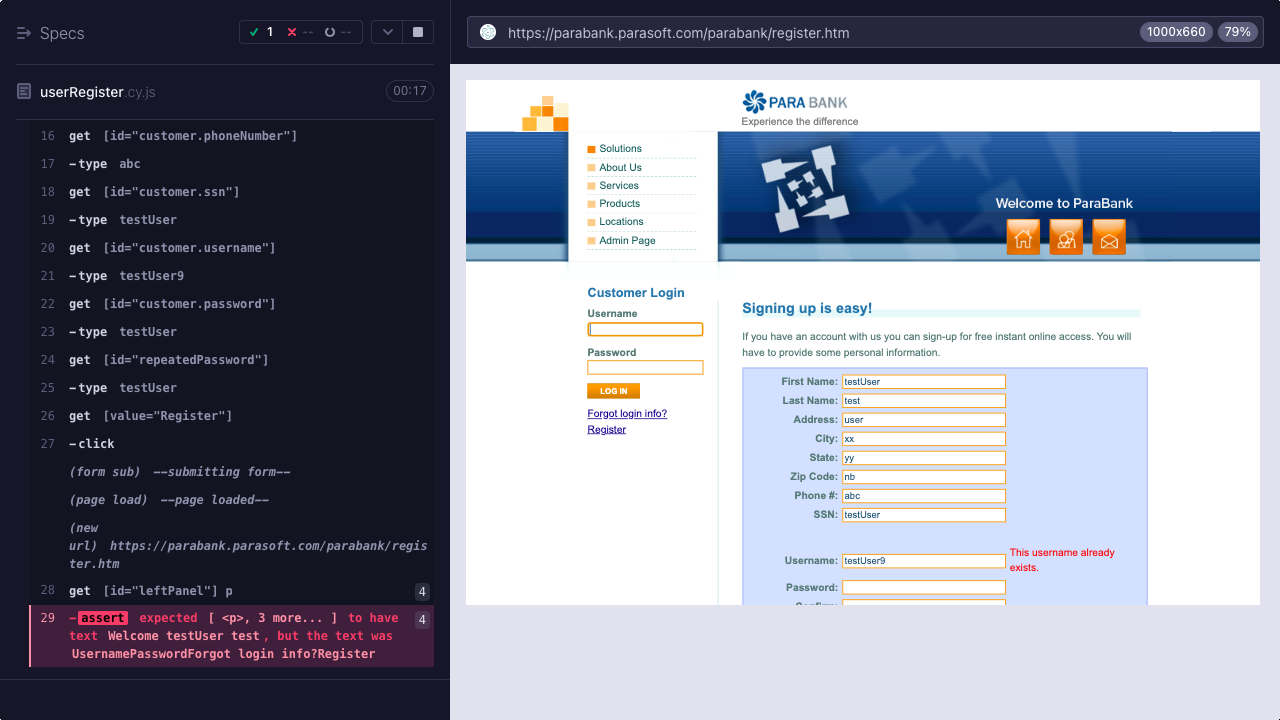 Specs
1
--
--
userRegister.cy.js
00:17
16 get [id="customer.phoneNumber"]
17 -type abc
18 get [id="customer.ssn"]
19 -type testUser
20 get [id="customer.username"]
21 -type testUser9
22 get [id="customer.password"]
23 -type testUser
24 get [id="repeatedPassword"]
25 -type testUser
26 get [value="Register"]
27 -click
(form sub) --submitting form--
(page load) --page loaded--
(new
url) https://parabank.parasoft.com/parabank/regis
ter.htm
28 get [id="leftPanel"] p 4
29 -assert expected [ <p>, 3 more... ] to have 4
text Welcome testUser test, but the text was
UsernamePasswordForgot login info?Register
https://parabank.parasoft.com/parabank/register.htm
1000x660
79%
PARA BANK
Experience the difference
Solutions
About Us
Services
Products
Locations
Admin Page
Welcome to ParaBank
Customer Login
Username
Password
LOG IN
Forgot login info?
Register
Signing up is easy!
If you have an account with us you can sign-up for free instant online access. You will
have to provide some personal information.
First Name: testUser
Last Name: test
Address: user
City: xx
State: yy
Zip Code: nb
Phone #: abc
SSN: testUser
Username: testUser9 This username already
exists.
Password: